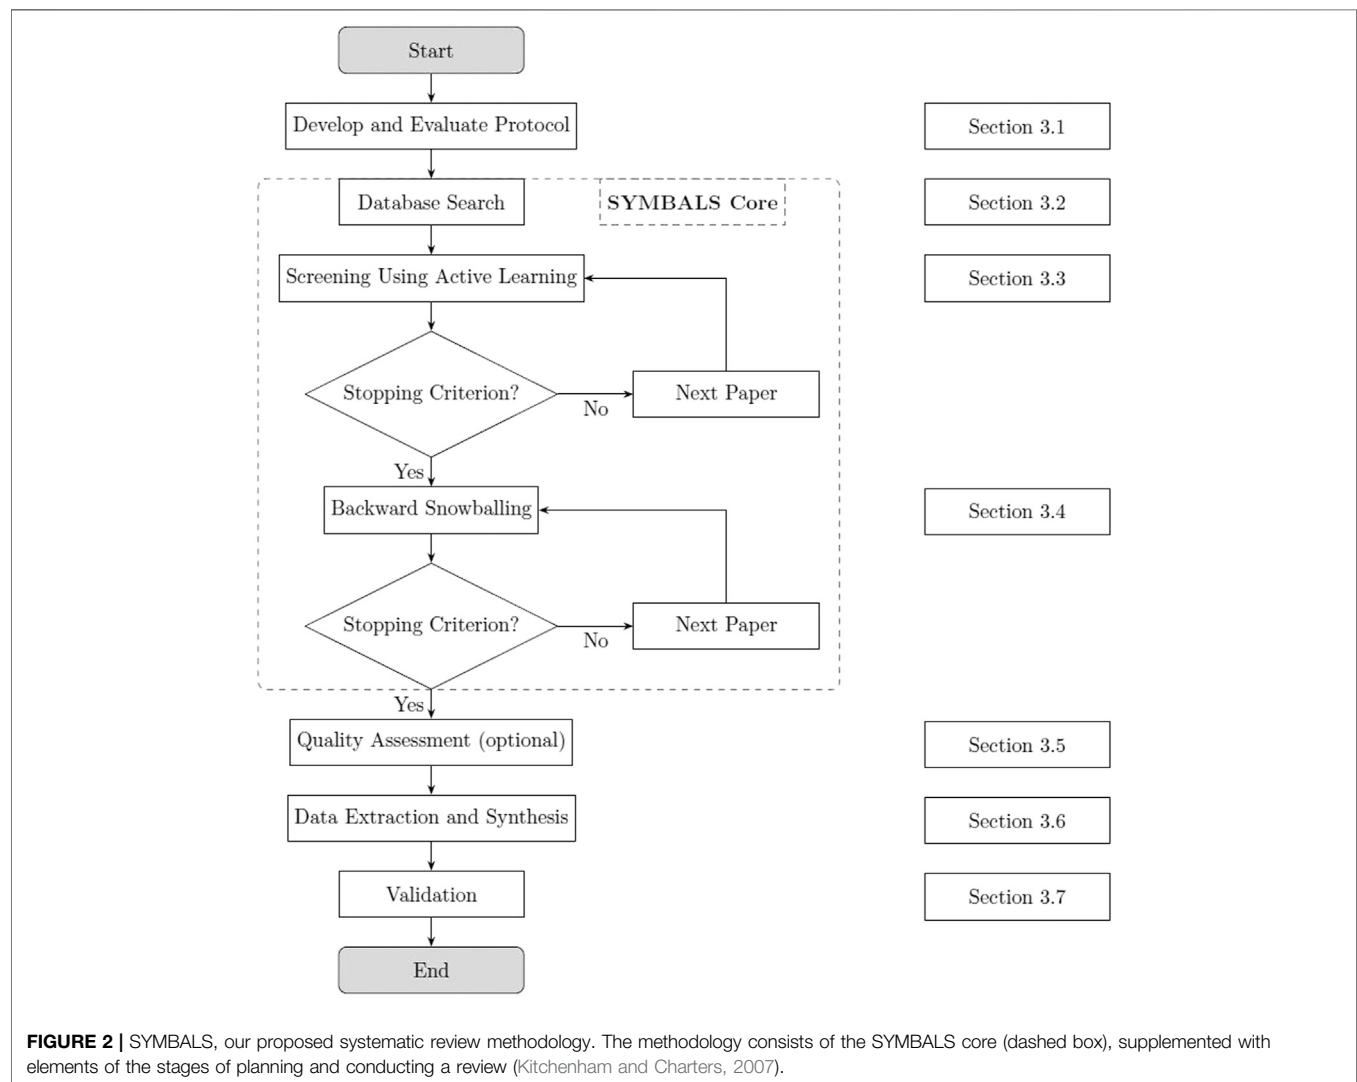 Start
Develop and Evaluate Protocol
Section 3.1
Database Search
SYMBALS Core
Section 3.2
Screening Using Active Learning
Section 3.3
Stopping Criterion?
No
Next Paper
Yes
Backward Snowballing
Section 3.4
Stopping Criterion?
No
Next Paper
Yes
Quality Assessment (optional)
Section 3.5
Data Extraction and Synthesis
Section 3.6
Validation
Section 3.7
End
FIGURE 2 | SYMBALS, our proposed systematic review methodology. The methodology consists of the SYMBALS core (dashed box), supplemented with
elements of the stages of planning and conducting a review (Kitchenham and Charters, 2007).